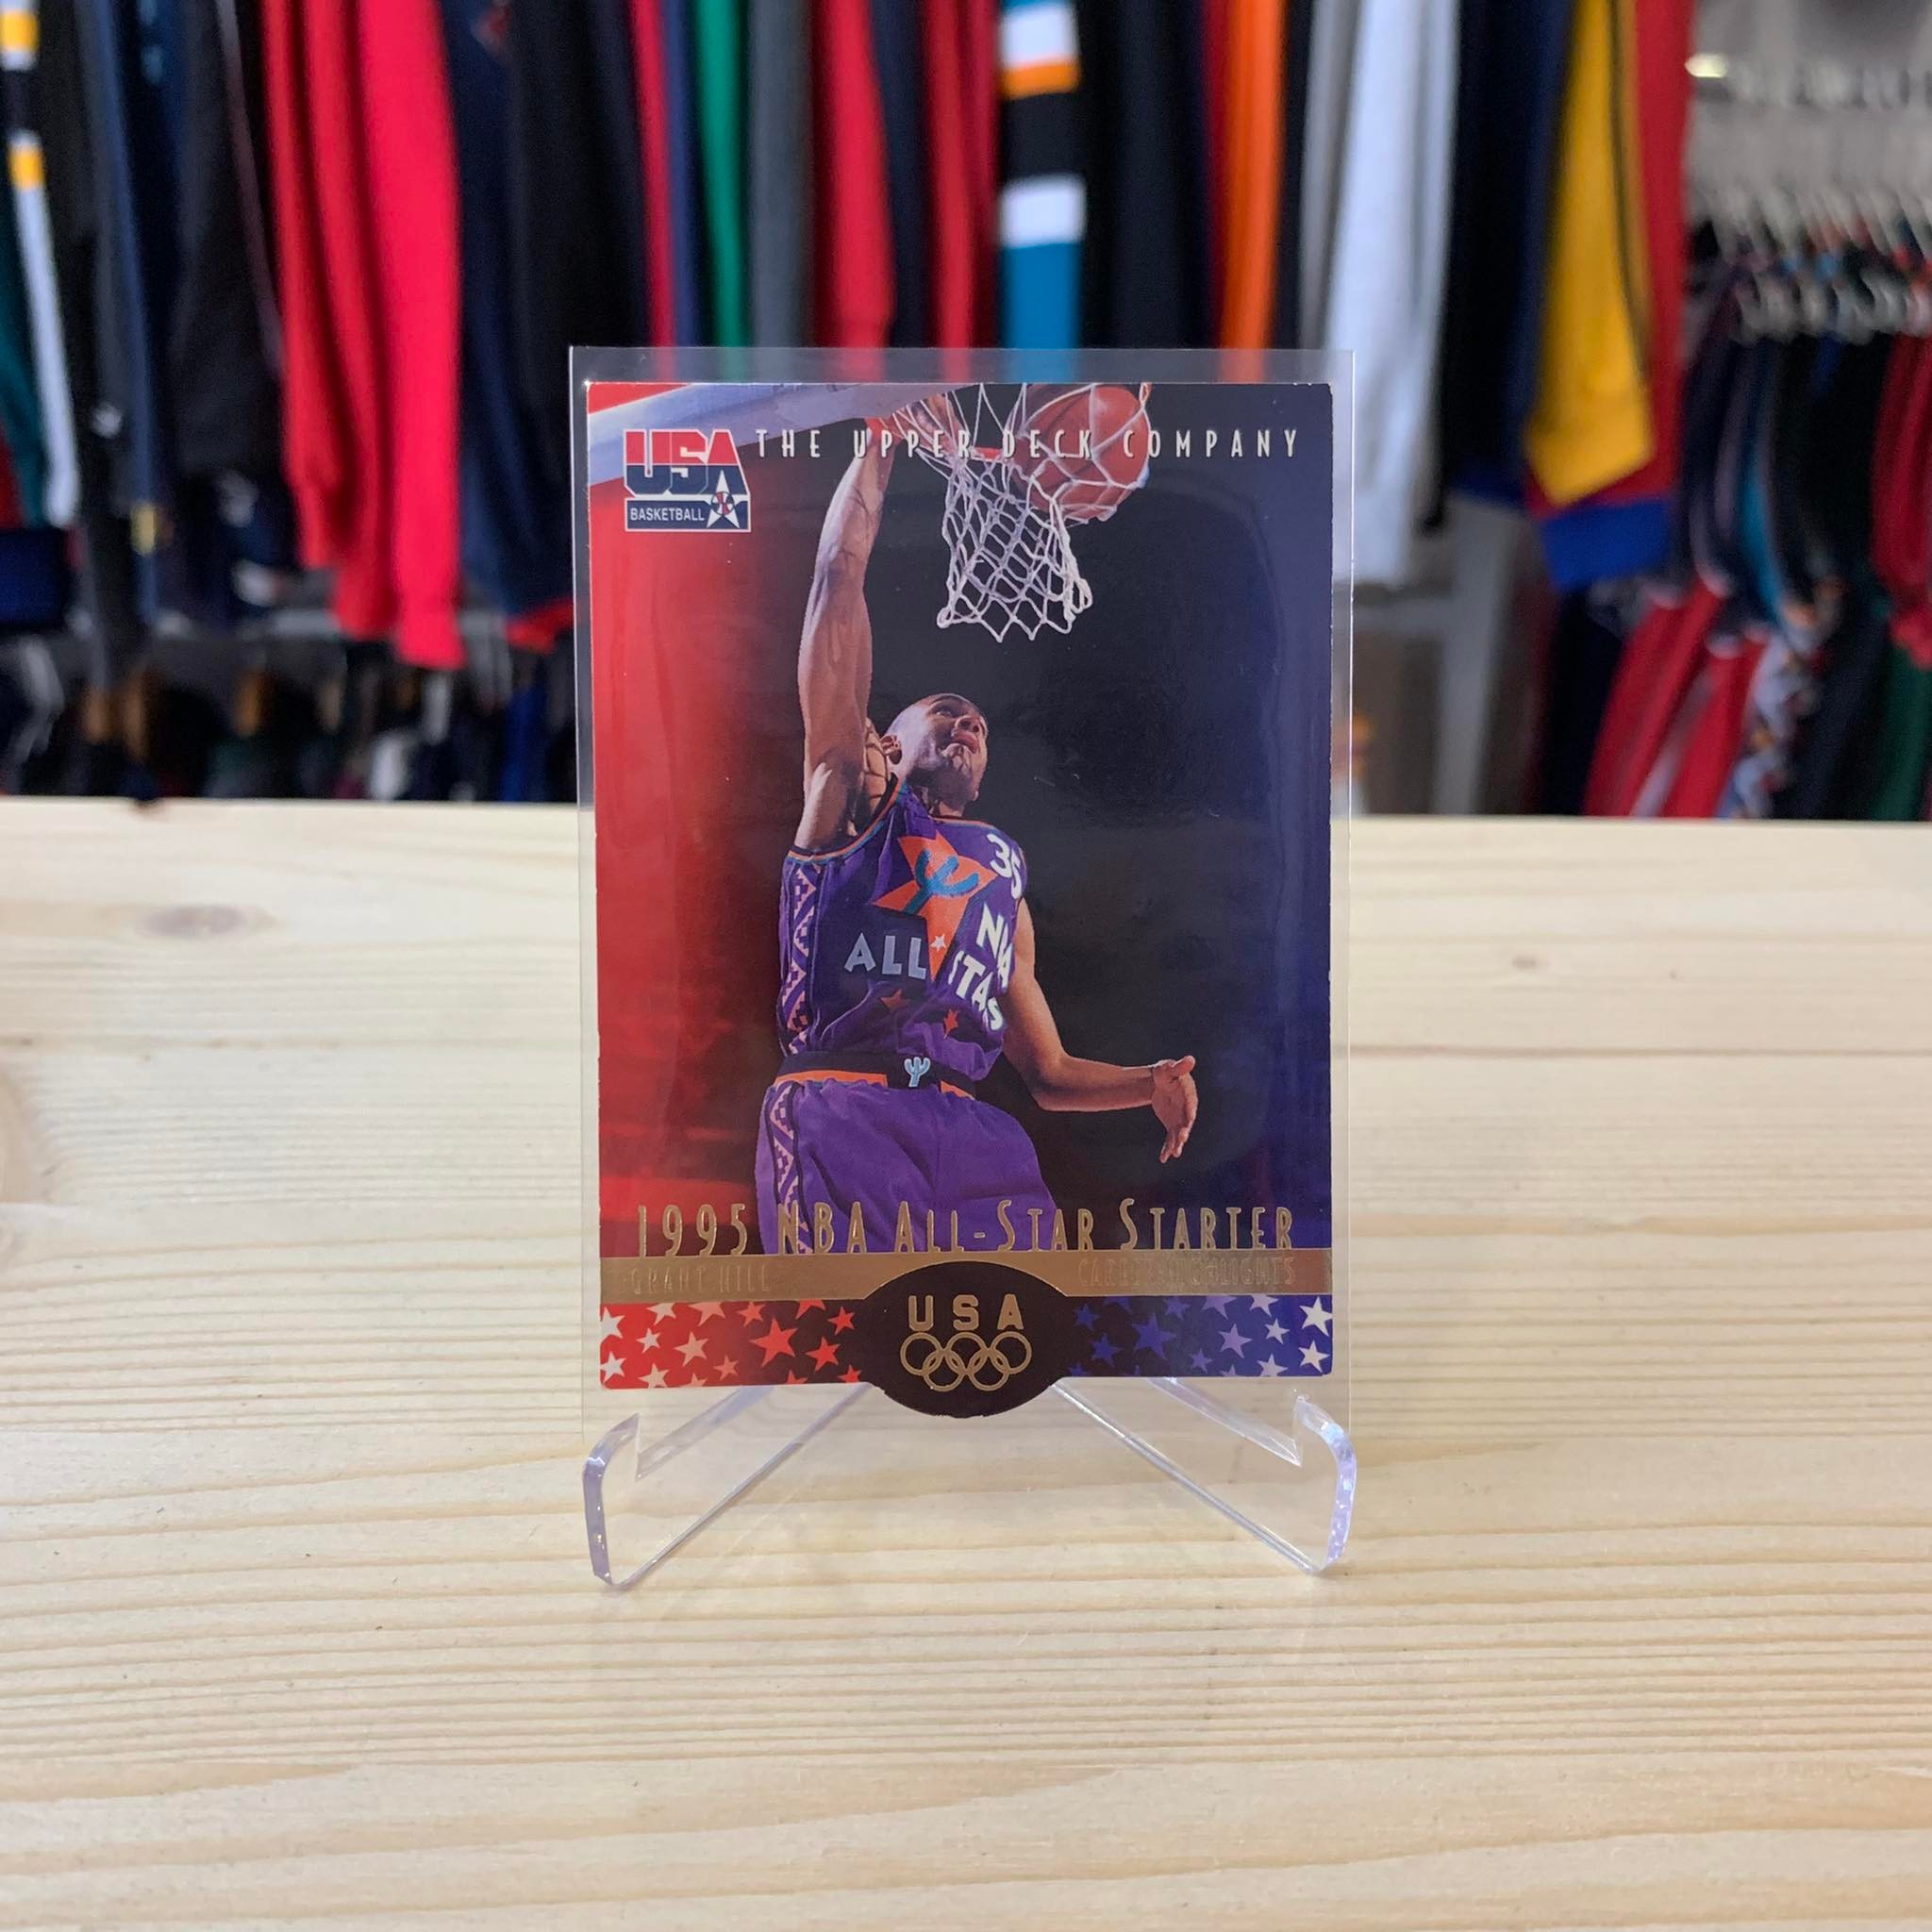 USA THE UPPER DECK COMPANY
BASKETBALL
35
NBA
ALL STARS
1995 NBA ALL-STAR STARTER
GRANT HILL CAREER HIGHLIGHTS
USA